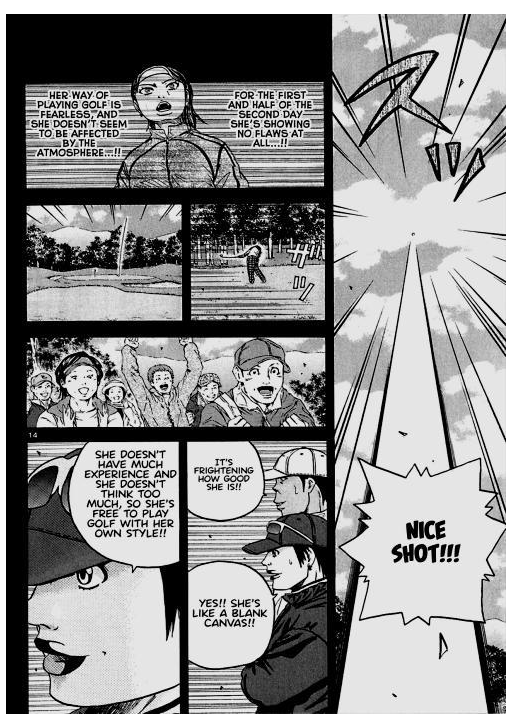 FOR THE FIRST
AND HALF OF THE
SECOND DAY
SHE'S SHOWING
NO FLAWS AT
ALL...!!
HER WAY OF
PLAYING GOLF IS
FEARLESS, AND
SHE DOESN'T SEEM
TO BE AFFECTED
BY THE
ATMOSPHERE...!!
ズバッ
NICE
SHOT!!!
14
IT'S
FRIGHTENING
HOW GOOD
SHE IS!!
YES!! SHE'S
LIKE A BLANK
CANVAS!!
SHE DOESN'T
HAVE MUCH
EXPERIENCE AND
SHE DOESN'T
THINK TOO
MUCH, SO SHE'S
FREE TO PLAY
GOLF WITH HER
OWN STYLE!!